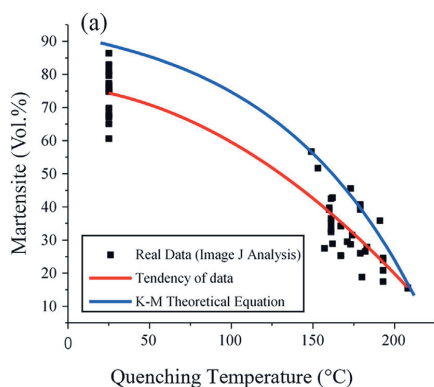 (a)
Martensite (Vol.%)
90
80
70
60
50
40
30
20
10
Real Data (Image J Analysis)
Tendency of data
K-M Theoretical Equation
0 50 100 150 200
Quenching Temperature (°C)